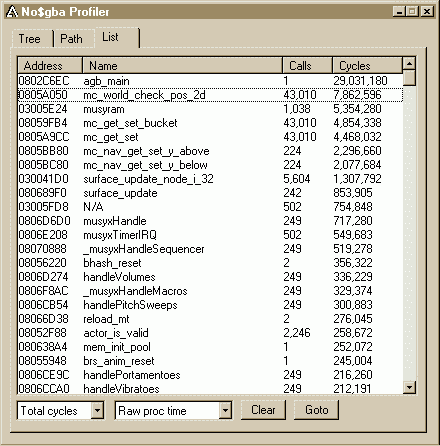 No$gba Profiler
Tree Path List
Address Name Calls Cycles
0802C6EC agb_main 1 29,031,180
0805A050 mc_world_check_pos_2d 43,010 7,862,596
03005E24 musyram 1,038 5,354,280
08059FB4 mc_get_set_bucket 43,010 4,854,338
0805A9CC mc_get_set 43,010 4,468,032
0805BB80 mc_nav_get_set_y_above 224 2,296,660
0805BC80 mc_nav_get_set_y_below 224 2,077,684
030041D0 surface_update_node_i_32 5,604 1,307,792
080689F0 surface_update 242 853,905
03005FD8 N/A 502 754,848
0806D6D0 musyxHandle 249 717,280
0806E208 musyxTimerIRQ 502 549,683
08070888 _musyxHandleSequencer 249 519,278
08056220 bhash_reset 2 356,322
0806D274 handleVolumes 249 336,229
0806F8AC _musyxHandleMacros 249 329,374
0806CB54 handlePitchSweeps 249 300,883
08066D38 reload_mt 2 276,045
08052F88 actor_is_valid 2,246 258,672
080638A4 mem_init_pool 1 252,072
08055948 brs_anim_reset 1 245,004
0806CE9C handlePortamentoes 249 216,260
0806CCA0 handleVibratoes 249 212,191
Total cycles Raw proc time Clear Goto